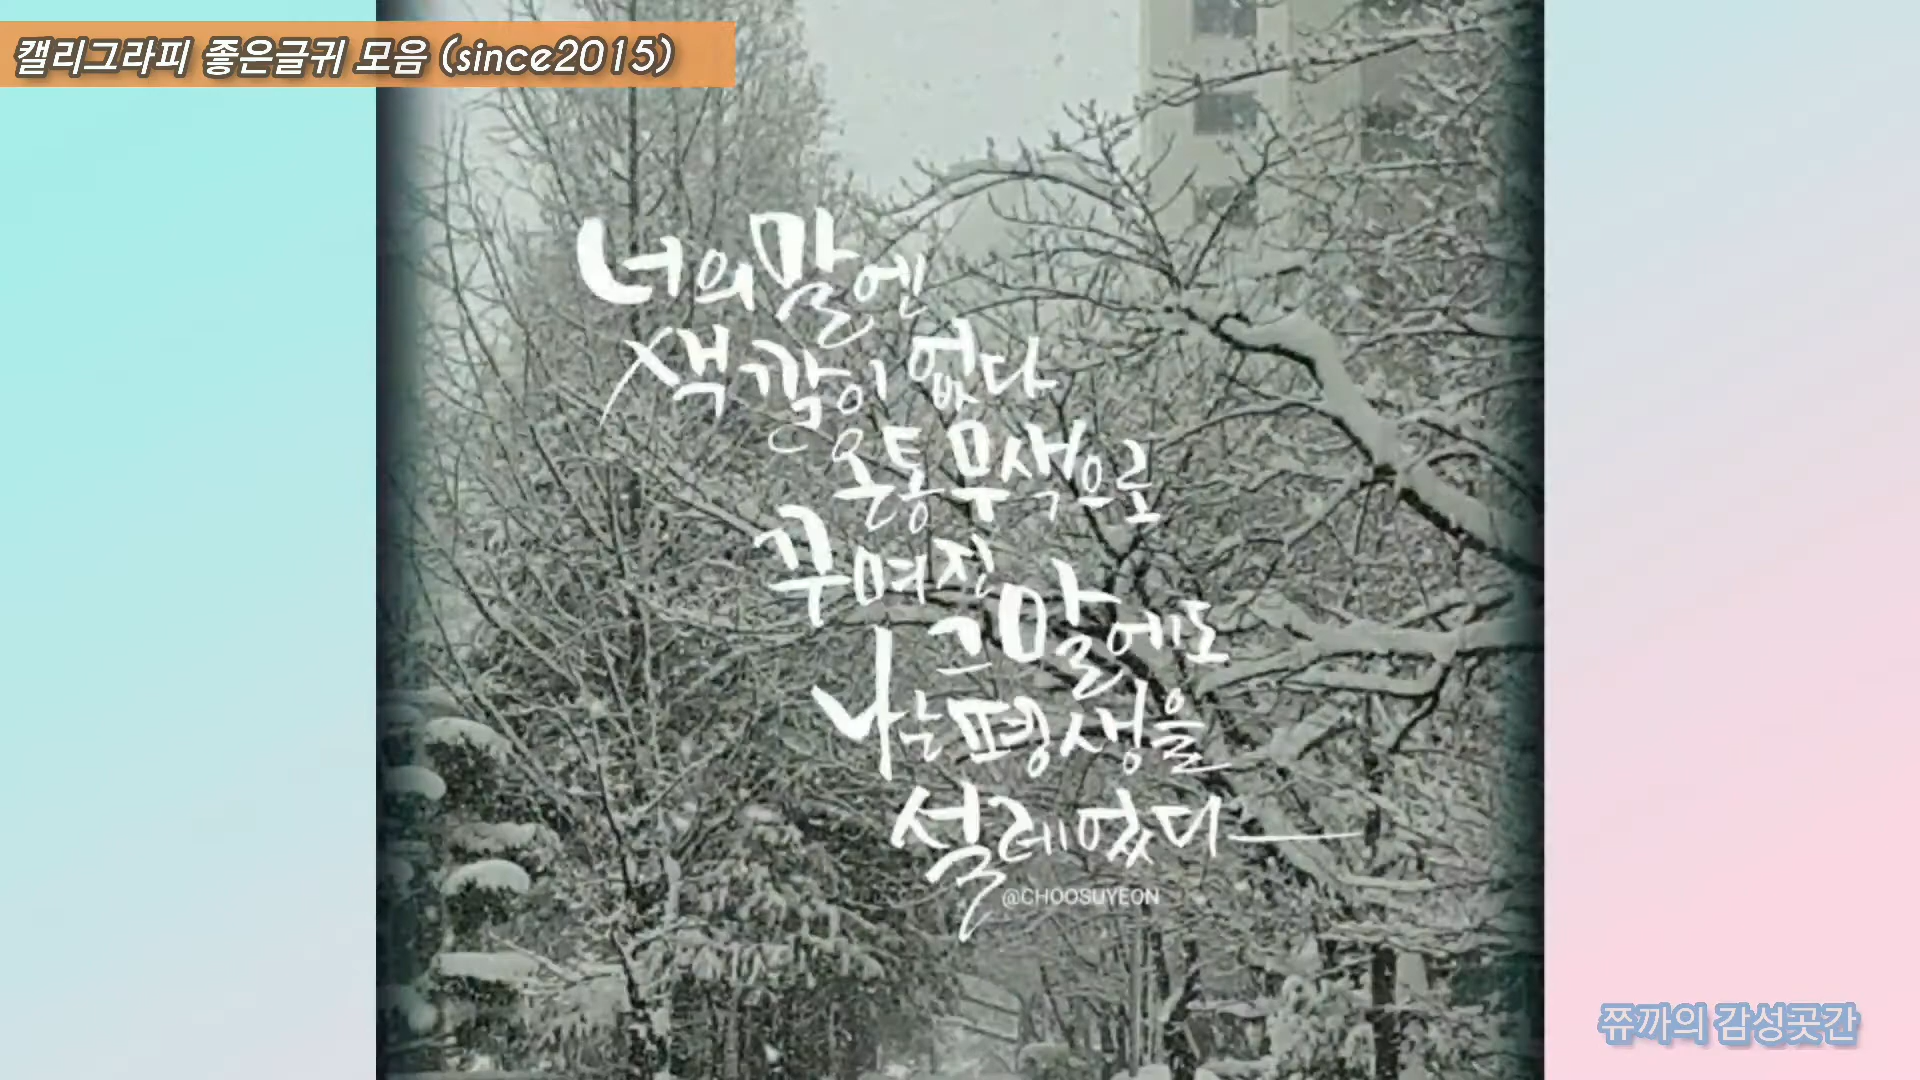 캘리그라피 좋은글귀 모음 (since2015)
너의 말엔
색깔이 없다
온통 무색으로
꾸며진
그 말에도
나는 평생을
설레었다
@CHOOSUYEON
쮸까의 감성곳간